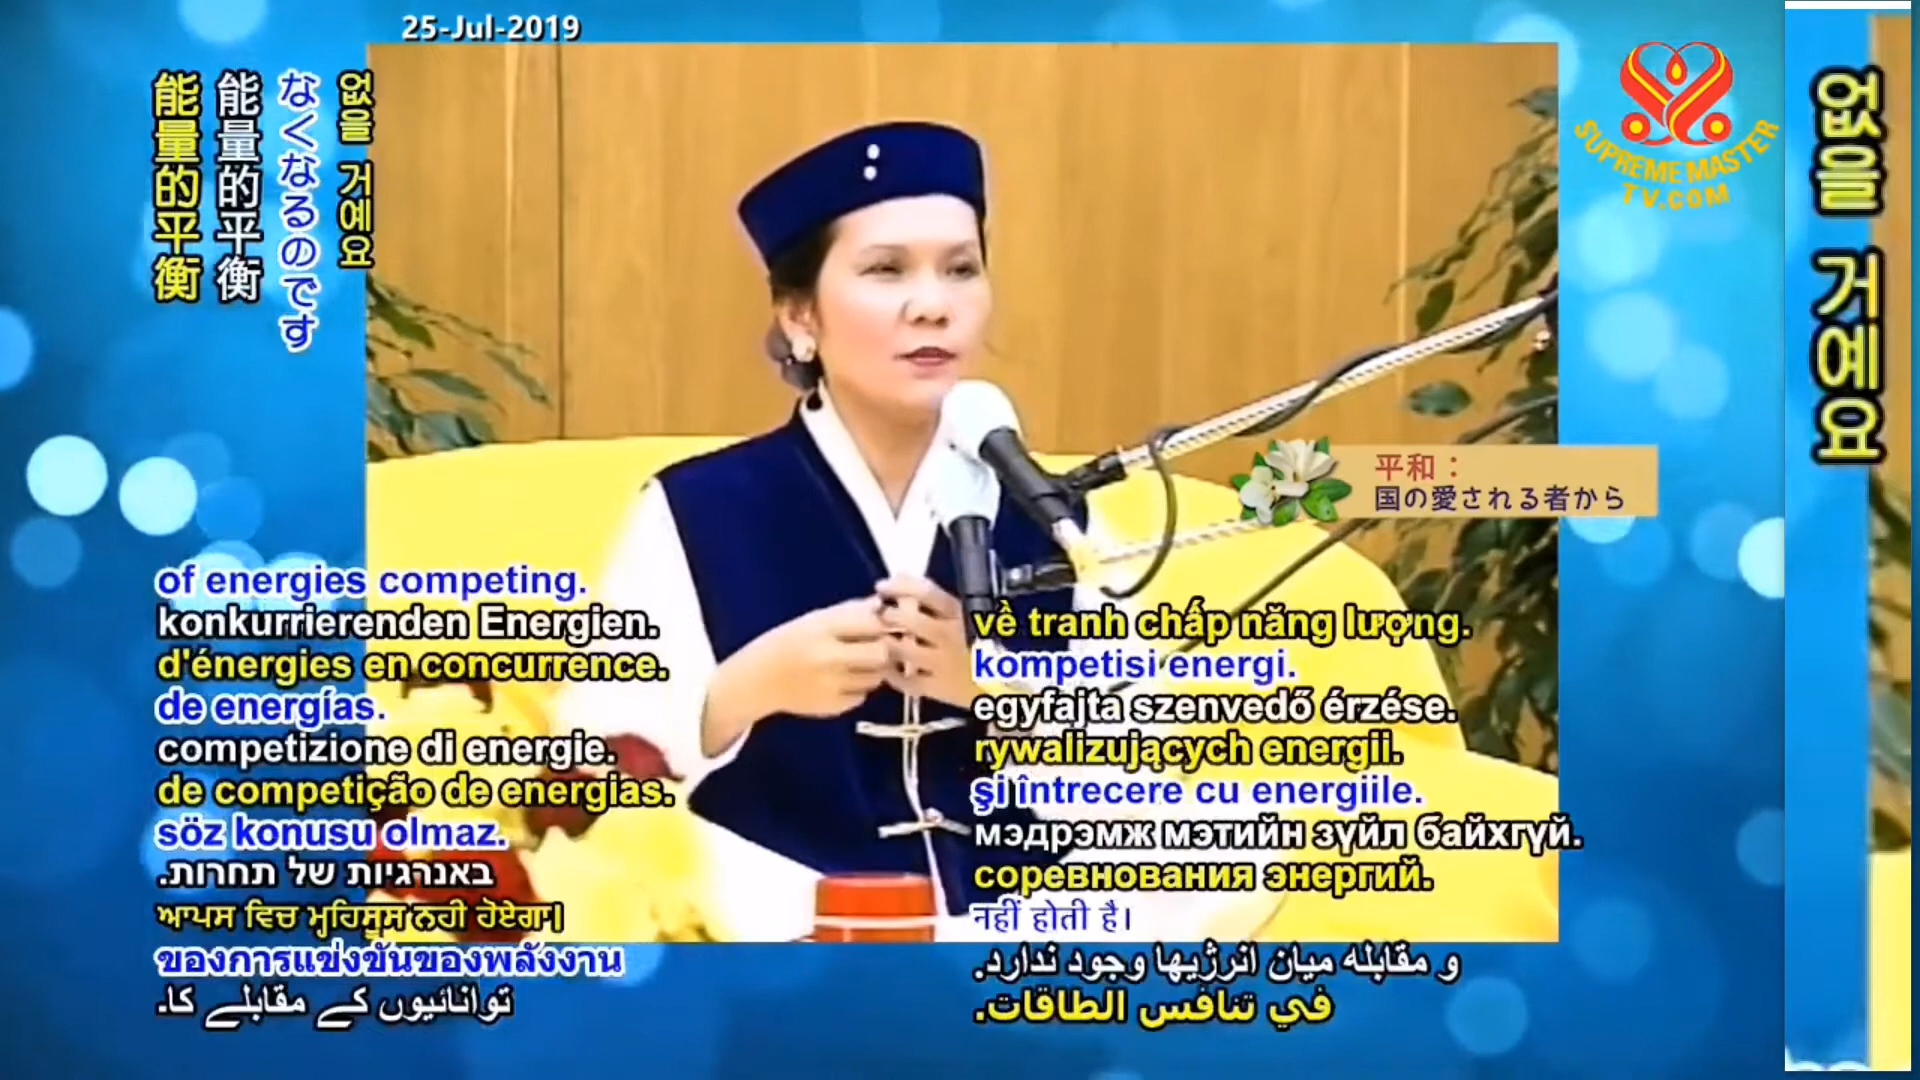 25-Jul-2019
없을 거예요
なくなるのです
能量的平衡
能量的平衡
SUPREME MASTER
TV.COM
없을 거예요
平和：
国の愛される者から
of energies competing.
konkurrierenden Energien.
d'énergies en concurrence.
de energías.
competizione di energie.
de competição de energias.
söz konusu olmaz.
באנרגיות של תחרות.
ਆਪਸ ਵਿਚ ਮੁਹਿਸੂਸ ਨਹੀ ਹੋਏਗਾ|
ของการแข่งขันของพลังงาน
توانائیوں کے مقابلے کا.
về tranh chấp năng lượng.
kompetisi energi.
egyfajta szenvedő érzése.
rywalizujących energii.
şi întrecere cu energiile.
мэдрэмж мэтийн зүйл байхгүй.
соревнования энергий.
नहीं होती है।
و مقابله میان انرژیها وجود ندارد.
في تنافس الطاقات.